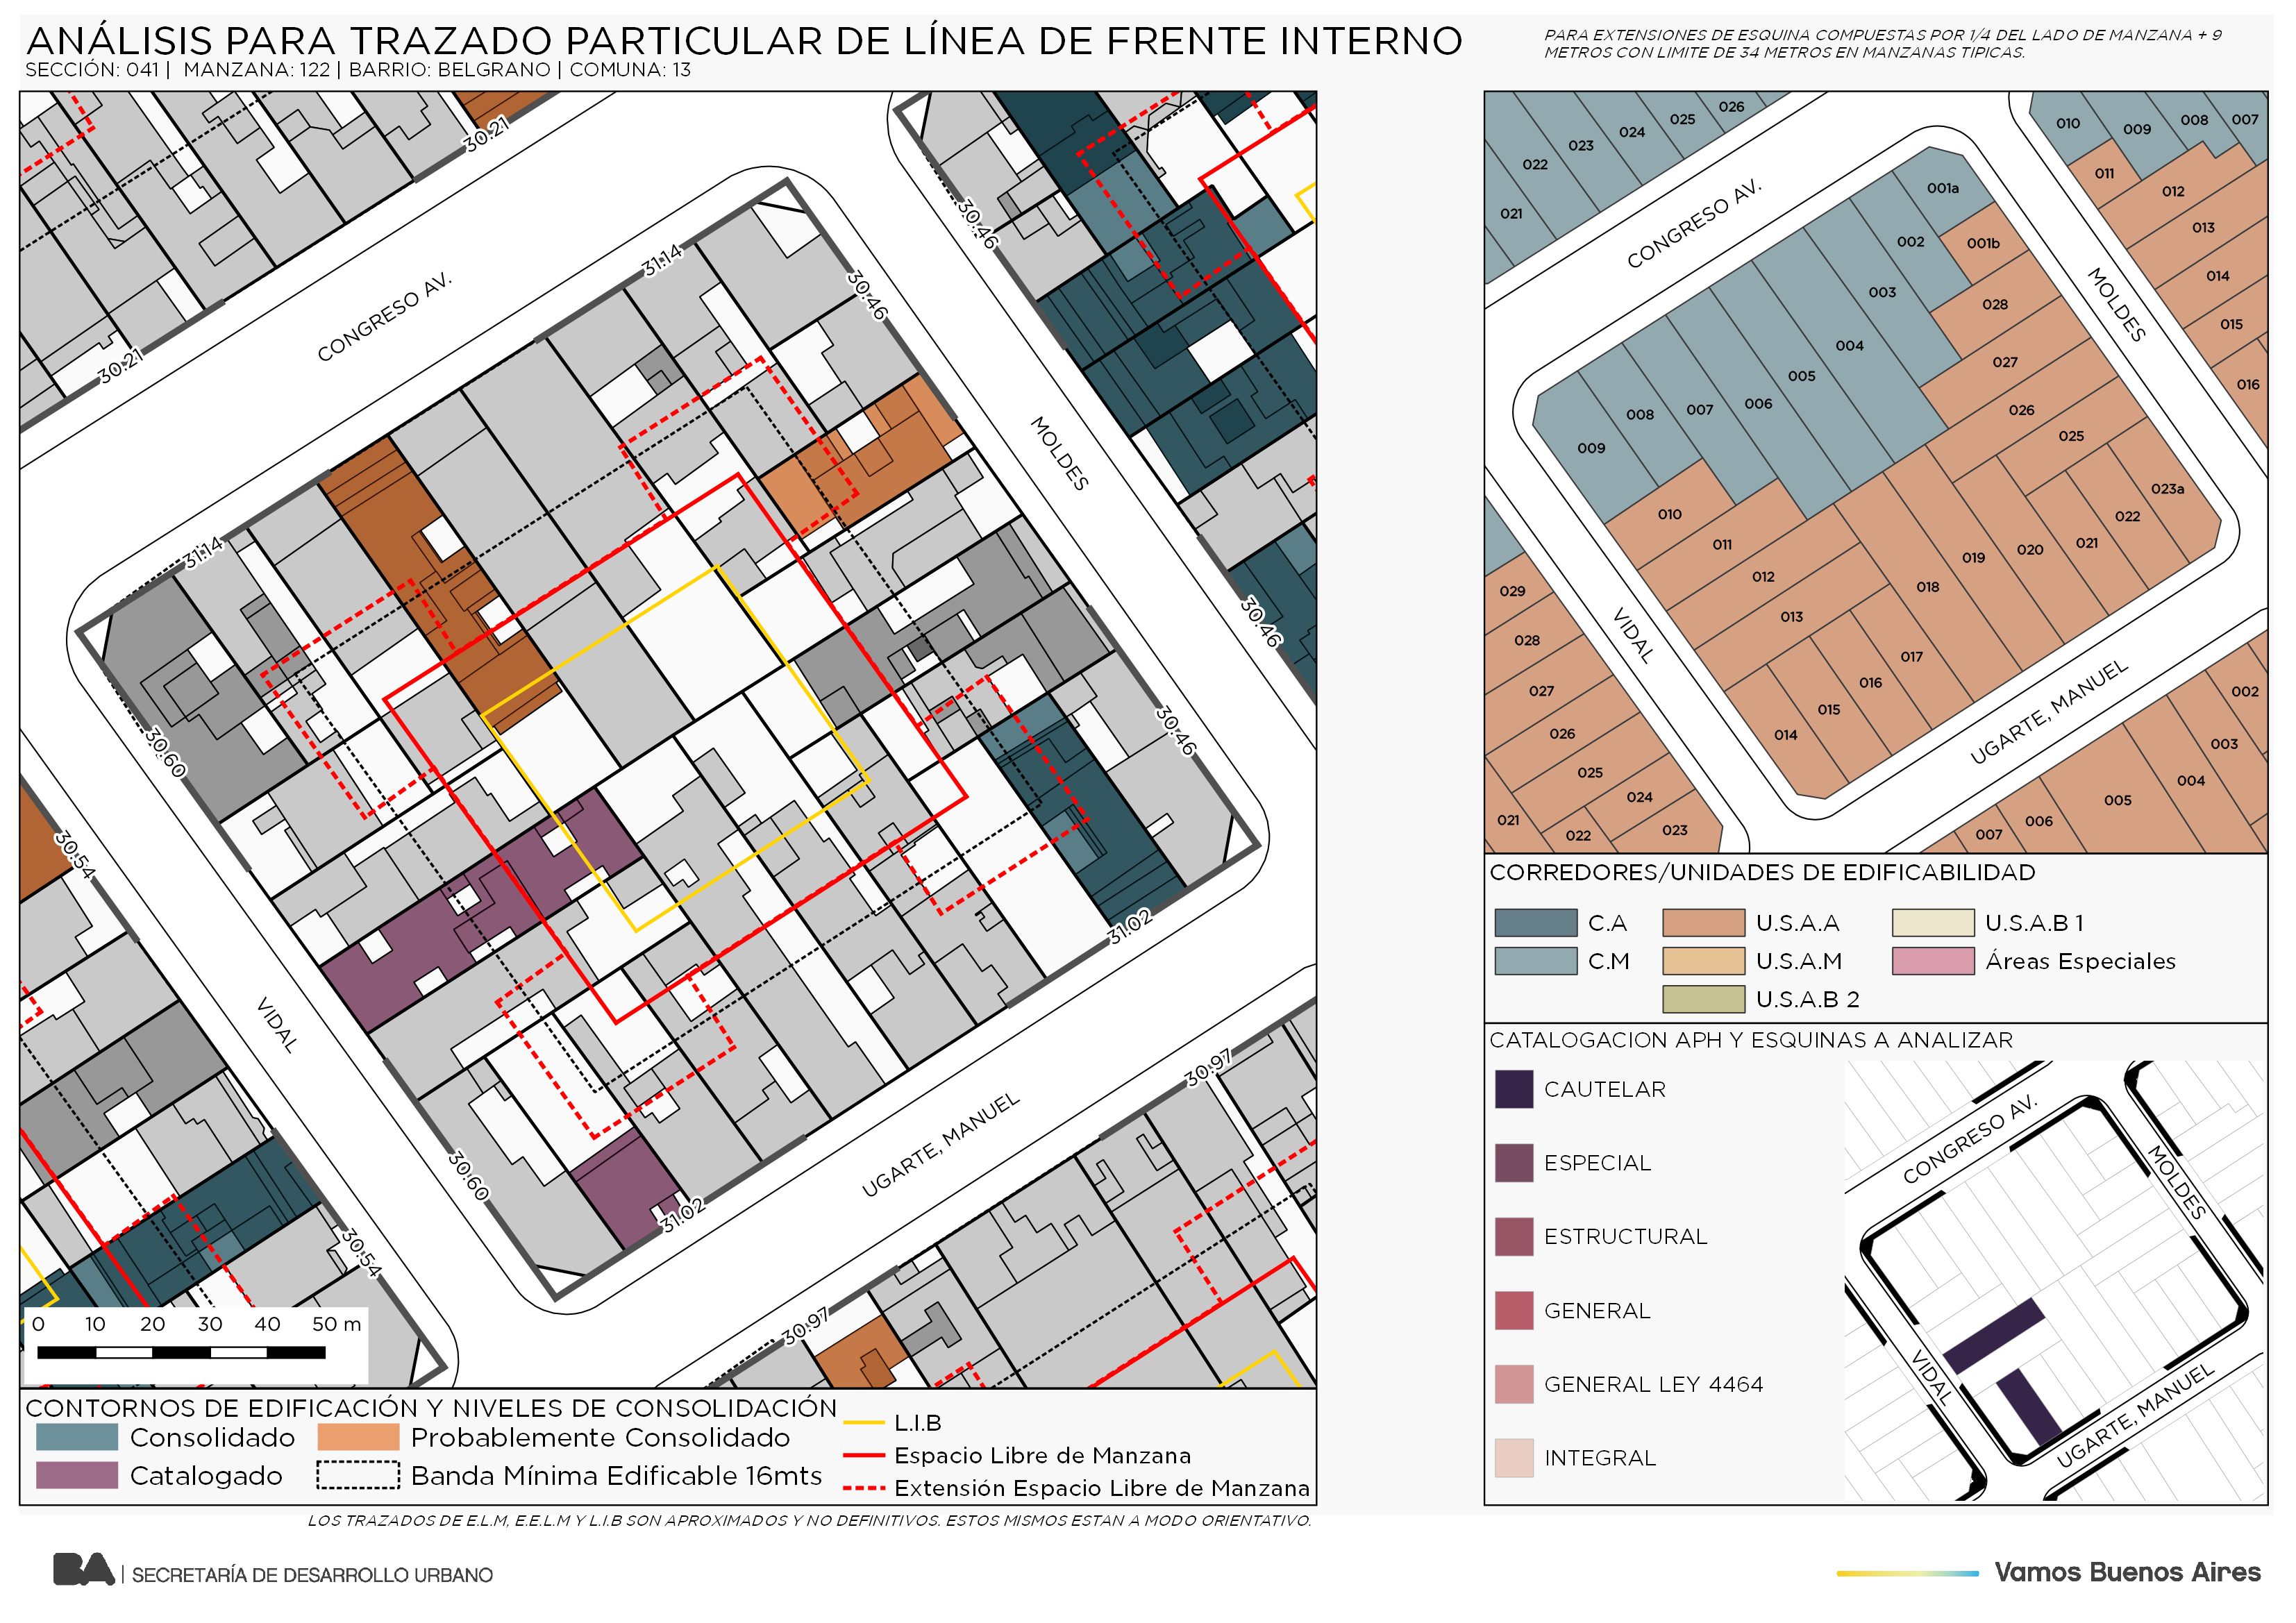 ANÁLISIS PARA TRAZADO PARTICULAR DE LÍNEA DE FRENTE INTERNO
SECCIÓN: 041 | MANZANA: 122 | BARRIO: BELGRANO | COMUNA: 13
PARA EXTENSIONES DE ESQUINA COMPUESTAS POR 1/4 DEL LADO DE MANZANA + 9
METROS CON LIMITE DE 34 METROS EN MANZANAS TIPICAS.
30.21
30.21
CONGRESO AV.
31.14
31.14
30.46
30.46
MOLDES
30.46
30.46
30.60
30.54
VIDAL
30.60
30.54
31.02
31.02
UGARTE, MANUEL
30.97
30.97
0 10 20 30 40 50 m
CONTORNOS DE EDIFICACIÓN Y NIVELES DE CONSOLIDACIÓN
Consolidado
Probablemente Consolidado
Catalogado
Banda Mínima Edificable 16mts
L.I.B
Espacio Libre de Manzana
Extensión Espacio Libre de Manzana
LOS TRAZADOS DE E.L.M, E.E.L.M Y L.I.B SON APROXIMADOS Y NO DEFINITIVOS. ESTOS MISMOS ESTAN A MODO ORIENTATIVO.
021
022
023
024
025
026
010
009
008
007
011
012
013
014
015
016
CONGRESO AV.
MOLDES
001a
001b
002
003
004
005
006
007
008
009
010
011
012
013
014
015
016
017
018
019
020
021
022
023a
025
026
027
028
VIDAL
UGARTE, MANUEL
029
028
027
026
025
024
023
022
021
002
003
004
005
006
007
CORREDORES/UNIDADES DE EDIFICABILIDAD
C.A
U.S.A.A
U.S.A.B 1
C.M
U.S.A.M
Áreas Especiales
U.S.A.B 2
CATALOGACION APH Y ESQUINAS A ANALIZAR
CAUTELAR
ESPECIAL
ESTRUCTURAL
GENERAL
GENERAL LEY 4464
INTEGRAL
CONGRESO AV.
MOLDES
VIDAL
UGARTE, MANUEL
BA | SECRETARÍA DE DESARROLLO URBANO
Vamos Buenos Aires